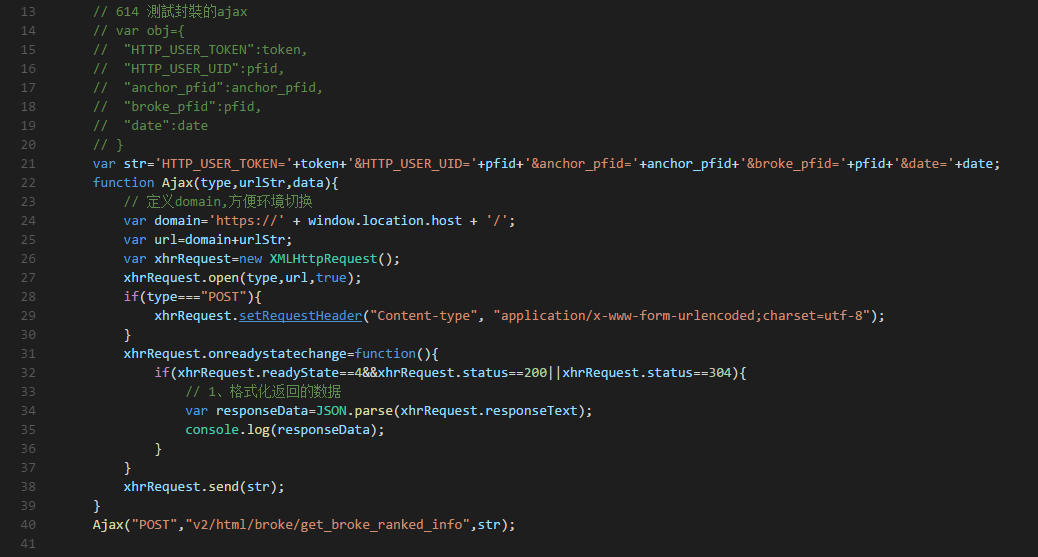 13 // 614 測試封裝的ajax
14 // var obj={
15 //  "HTTP_USER_TOKEN":token,
16 //  "HTTP_USER_UID":pfid,
17 //  "anchor_pfid":anchor_pfid,
18 //  "broke_pfid":pfid,
19 //  "date":date
20 // }
21 var str='HTTP_USER_TOKEN='+token+'&HTTP_USER_UID='+pfid+'&anchor_pfid='+anchor_pfid+'&broke_pfid='+pfid+'&date='+date;
22 function Ajax(type,urlStr,data){
23     // 定义domain,方便环境切换
24     var domain='https://' + window.location.host + '/';
25     var url=domain+urlStr;
26     var xhrRequest=new XMLHttpRequest();
27     xhrRequest.open(type,url,true);
28     if(type==="POST"){
29         xhrRequest.setRequestHeader("Content-type", "application/x-www-form-urlencoded;charset=utf-8");
30     }
31     xhrRequest.onreadystatechange=function(){
32         if(xhrRequest.readyState==4&&xhrRequest.status==200||xhrRequest.status==304){
33             // 1、格式化返回的数据
34             var responseData=JSON.parse(xhrRequest.responseText);
35             console.log(responseData);
36         }
37     }
38     xhrRequest.send(str);
39 }
40 Ajax("POST","v2/html/broke/get_broke_ranked_info",str);
41